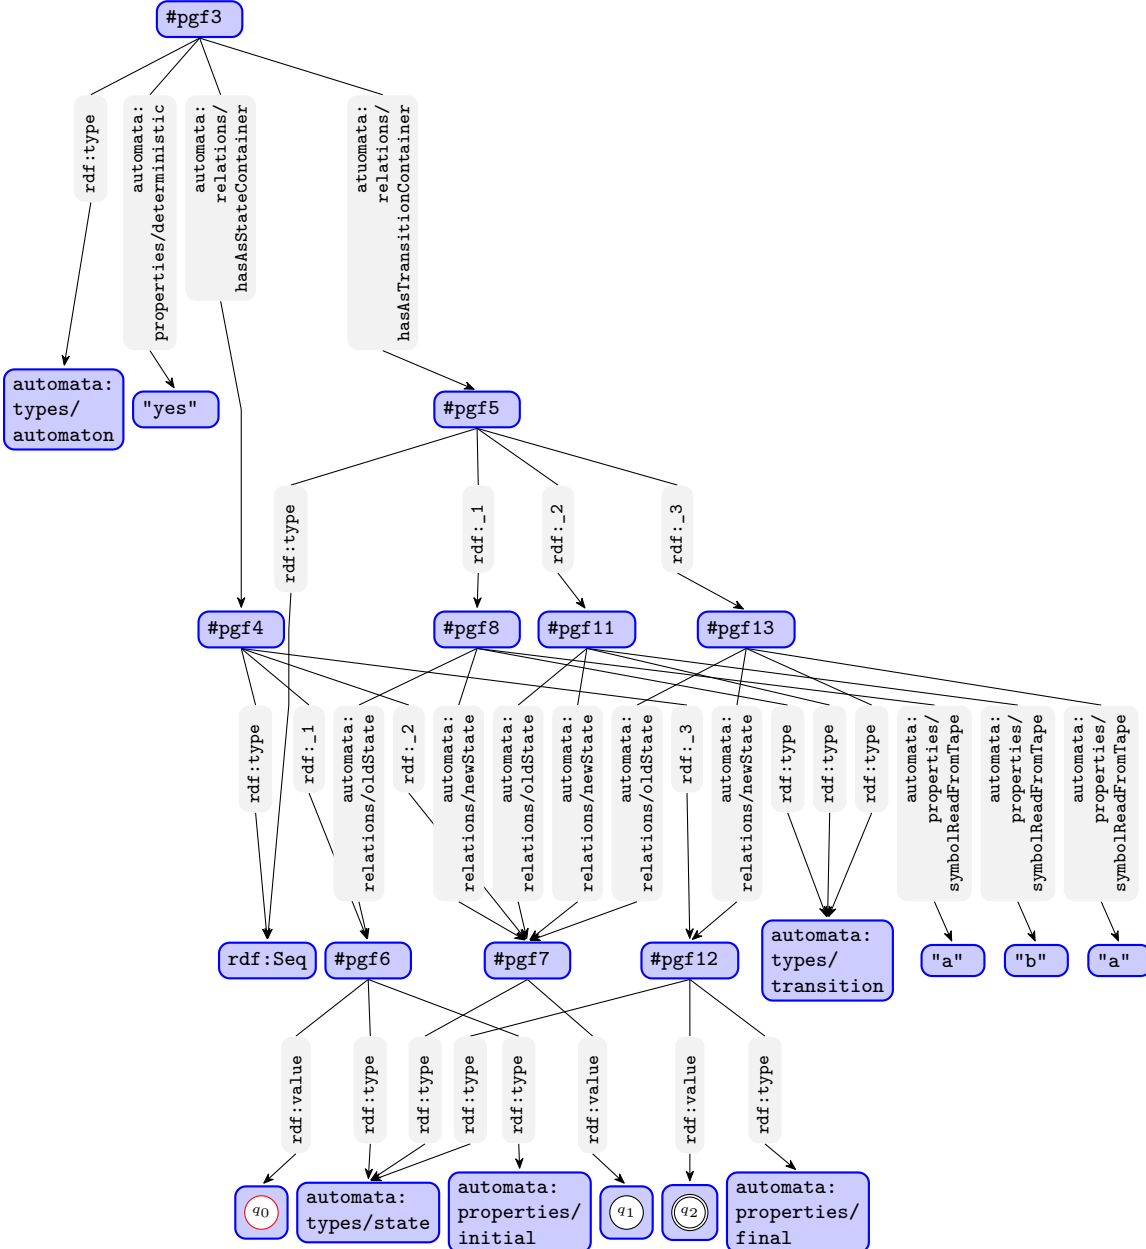 #pgf3
rdf:type
automata:
properties/deterministic
automata:
relations/
hasAsStateContainer
atuomata:
relations/
hasAsTransitionContainer
automata:
types/
automaton
"yes"
#pgf5
rdf:type
rdf:_1
rdf:_2
rdf:_3
#pgf4
#pgf8
#pgf11
#pgf13
rdf:type
rdf:_1
automata:
relations/oldState
rdf:_2
automata:
relations/newState
automata:
relations/oldState
automata:
relations/newState
automata:
relations/oldState
rdf:_3
automata:
relations/newState
rdf:type
rdf:type
rdf:type
automata:
properties/
symbolReadFromTape
automata:
properties/
symbolReadFromTape
automata:
properties/
symbolReadFromTape
rdf:Seq
#pgf6
#pgf7
#pgf12
automata:
types/
transition
"a"
"b"
"a"
rdf:value
rdf:type
rdf:type
rdf:type
rdf:type
rdf:value
rdf:value
rdf:type
q0
automata:
types/state
automata:
properties/
initial
q1
q2
automata:
properties/
final